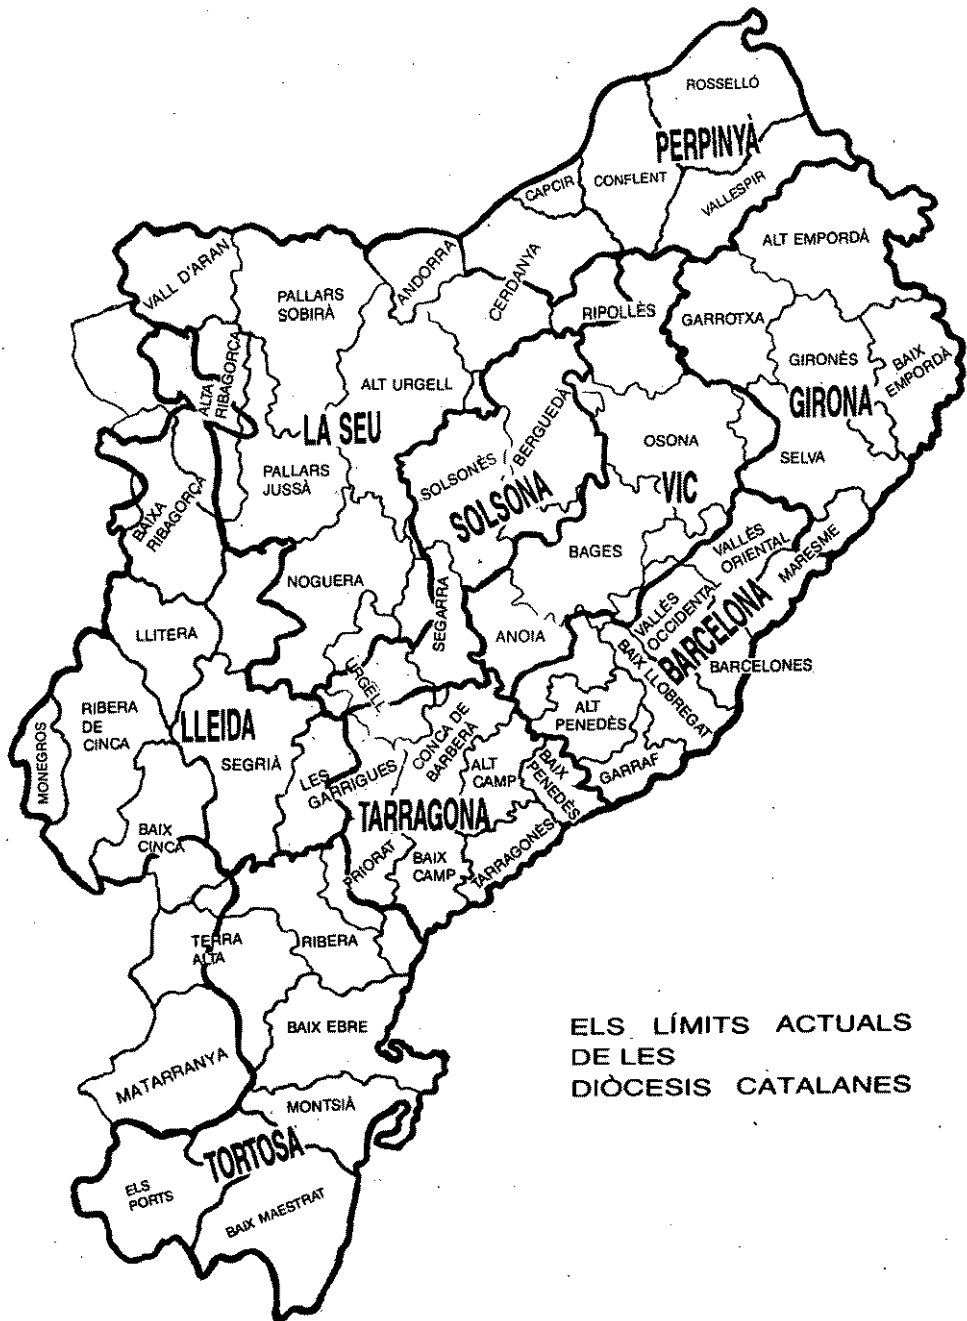 ROSSELLÓ
PERPINYÀ
CAPCIR
CONFLENT
VALLESPIR
ALT EMPORDÀ
VALL D'ARAN
PALLARS
SOBIRÀ
ANDORRA
CERDANYA
RIPOLLÈS
GARROTXA
GIRONÈS
BAIX
EMPORDÀ
GIRONA
ALTA
RIBAGORÇA
ALT URGELL
LA SEU
PALLARS
JUSSÀ
SOLSONÈS
BERGUEDÀ
SOLSONA
OSONA
VIC
SELVA
BAIXA
RIBAGORÇA
NOGUERA
SEGARRA
BAGES
ANOIA
VALLÈS
ORIENTAL
MARESME
VALLÈS
OCCIDENTAL
BARCELONA
BAIX
LLOBREGAT
BARCELONES
LLITERA
URGELL
RIBERA
DE
CINCA
MONEGROS
LLEIDA
SEGRIÀ
LES
GARRIGUES
CONCA DE
BARBERÀ
ALT
PENEDÈS
GARRAF
ALT
CAMP
BAIX
PENEDÈS
TARRAGONA
BAIX
CINCA
PRIORAT
BAIX
CAMP
TARRAGONÈS
TERRA
ALTA
RIBERA
BAIX EBRE
MATARRANYA
MONTSIÀ
TORTOSA
ELS
PORTS
BAIX MAESTRAT
ELS LÍMITS ACTUALS
DE LES
DIÒCESIS CATALANES